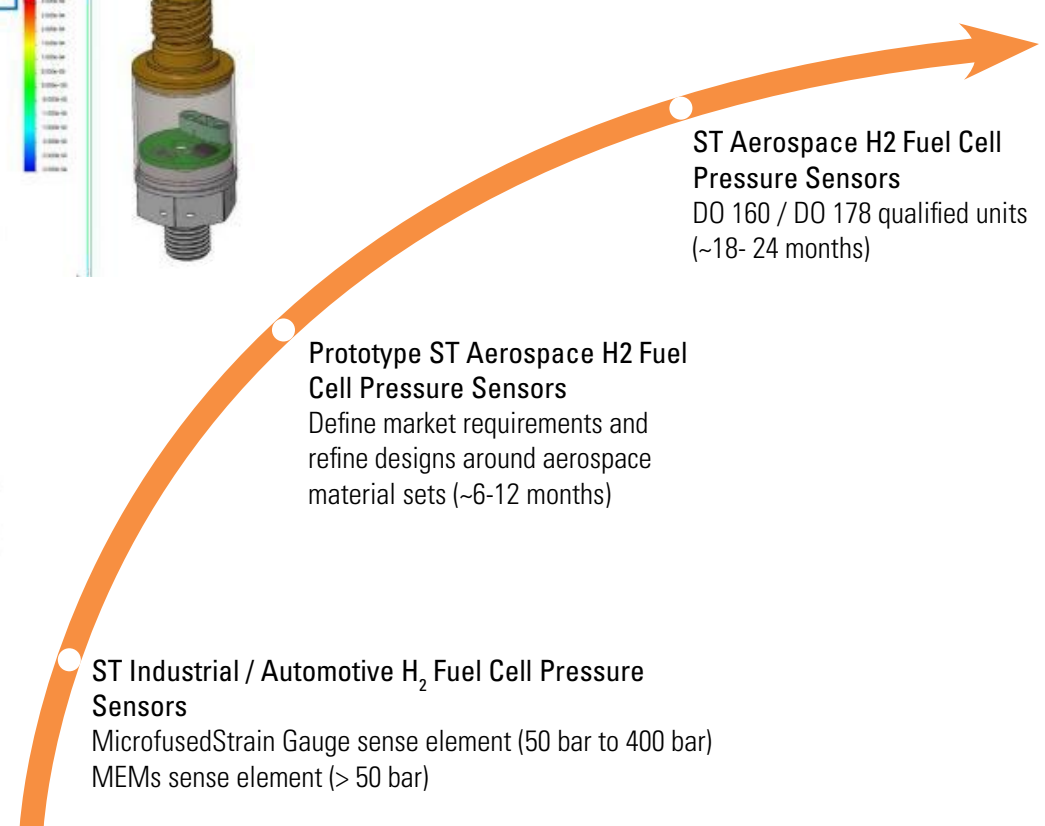 ST Aerospace H2 Fuel Cell
Pressure Sensors
DO 160 / DO 178 qualified units
(~18- 24 months)
Prototype ST Aerospace H2 Fuel
Cell Pressure Sensors
Define market requirements and
refine designs around aerospace
material sets (~6-12 months)
ST Industrial / Automotive H₂ Fuel Cell Pressure
Sensors
MicrofusedStrain Gauge sense element (50 bar to 400 bar)
MEMs sense element (> 50 bar)